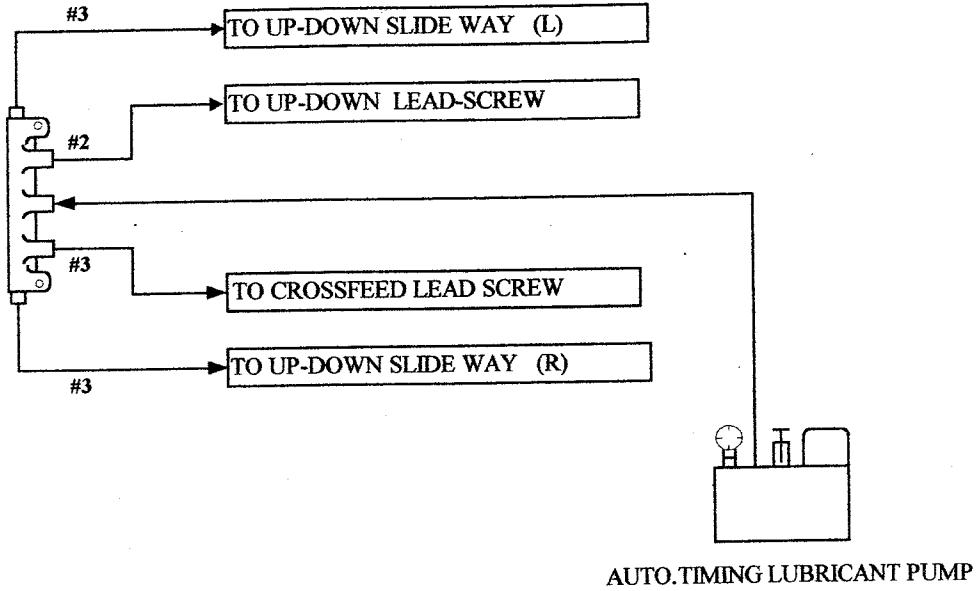 #3
TO UP-DOWN SLIDE WAY (L)
TO UP-DOWN LEAD-SCREW
#2
#3
TO CROSSFEED LEAD SCREW
TO UP-DOWN SLIDE WAY (R)
#3
AUTO.TIMING LUBRICANT PUMP